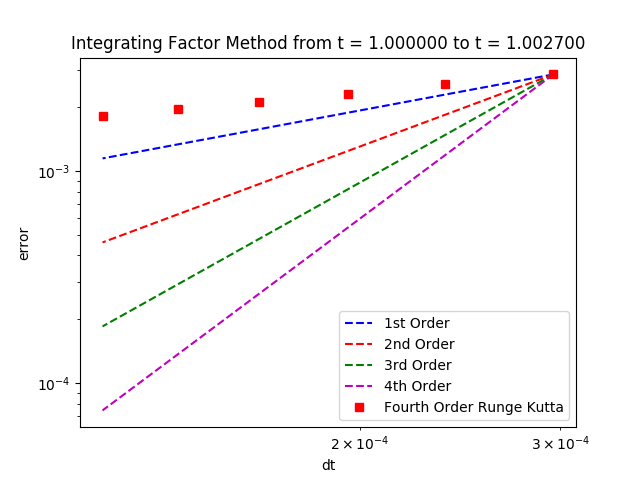 Integrating Factor Method from t = 1.000000 to t = 1.002700
error
10⁻³
10⁻⁴
1st Order
2nd Order
3rd Order
4th Order
Fourth Order Runge Kutta
2 × 10⁻⁴
3 × 10⁻⁴
dt